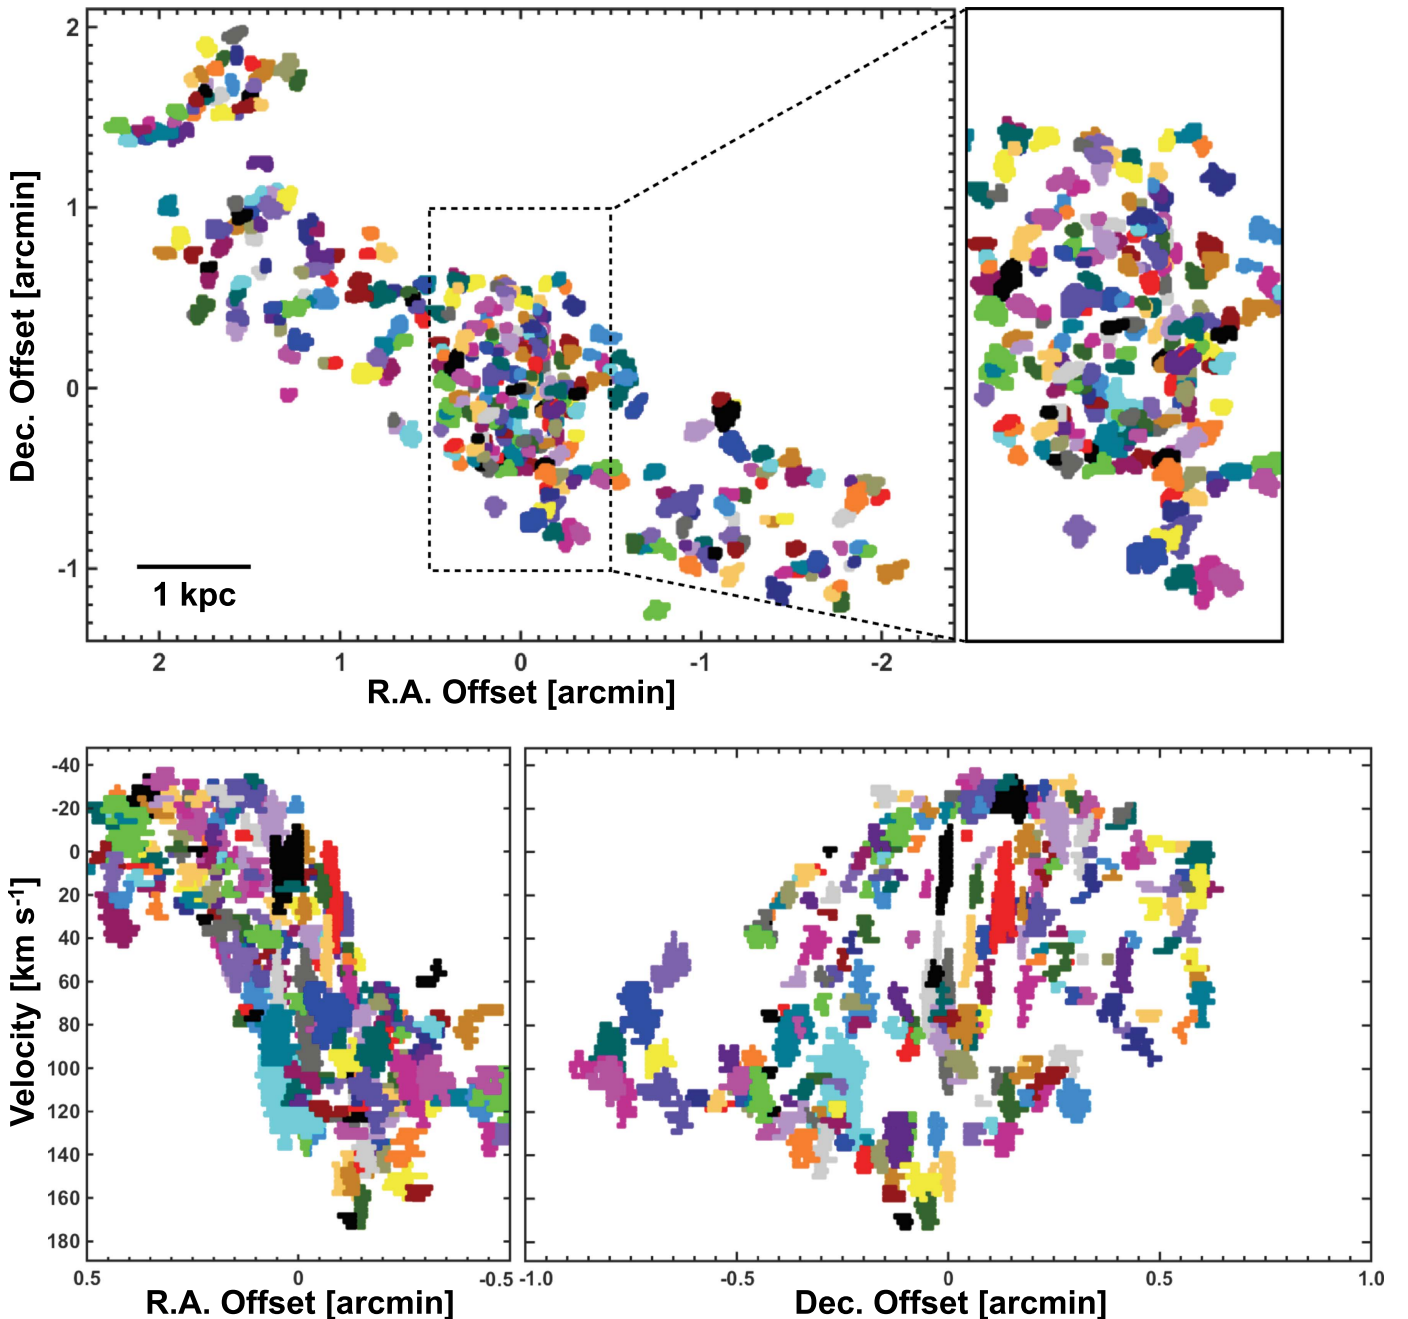 2
1
0
-1
Dec. Offset [arcmin]
1 kpc
2 1 0 -1 -2
R.A. Offset [arcmin]
-40
-20
0
20
40
60
80
100
120
140
160
180
Velocity [km s-1]
0.5 0 -0.5 -1.0 -0.5 0 0.5 1.0
R.A. Offset [arcmin] Dec. Offset [arcmin]